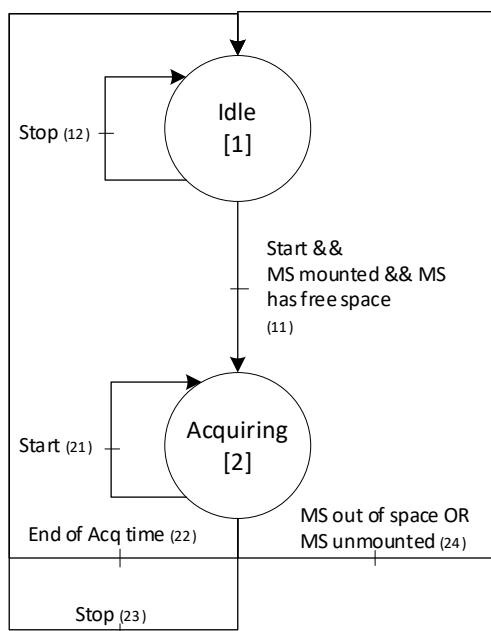 Idle
[1]
Stop (12)
Start &&
MS mounted && MS
has free space
(11)
Acquiring
[2]
Start (21)
End of Acq time (22)
MS out of space OR
MS unmounted (24)
Stop (23)